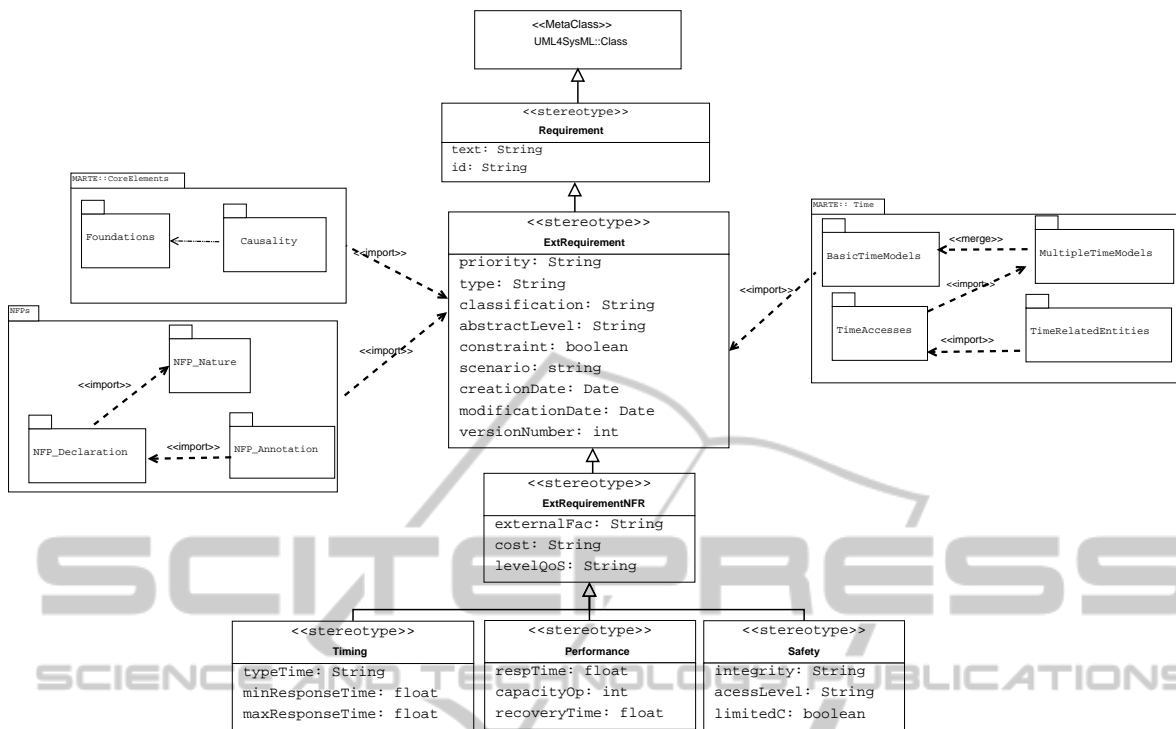 <<MetaClass>>
UML4SysML::Class
<<stereotype>>
Requirement
text: String
id: String
MARTE::CoreElements
Foundations
Causality
<<import>>
NFPs
NFP_Nature
<<import>>
NFP_Declaration
<<import>>
NFP_Annotation
<<import>>
<<stereotype>>
ExtRequirement
priority: String
type: String
classification: String
abstractLevel: String
constraint: boolean
scenario: string
creationDate: Date
modificationDate: Date
versionNumber: int
MARTE:: Time
BasicTimeModels
<<merge>>
MultipleTimeModels
<<import>>
<<import>>
TimeAccesses
<<import>>
TimeRelatedEntities
<<stereotype>>
ExtRequirementNFR
externalFac: String
cost: String
levelQoS: String
<<stereotype>>
Timing
typeTime: String
minResponseTime: float
maxResponseTime: float
<<stereotype>>
Performance
respTime: float
capacityOp: int
recoveryTime: float
<<stereotype>>
Safety
integrity: String
acessLevel: String
limitedC: boolean
SCITEPRESS
SCIENCE AND TECHNOLOGY PUBLICATIONS